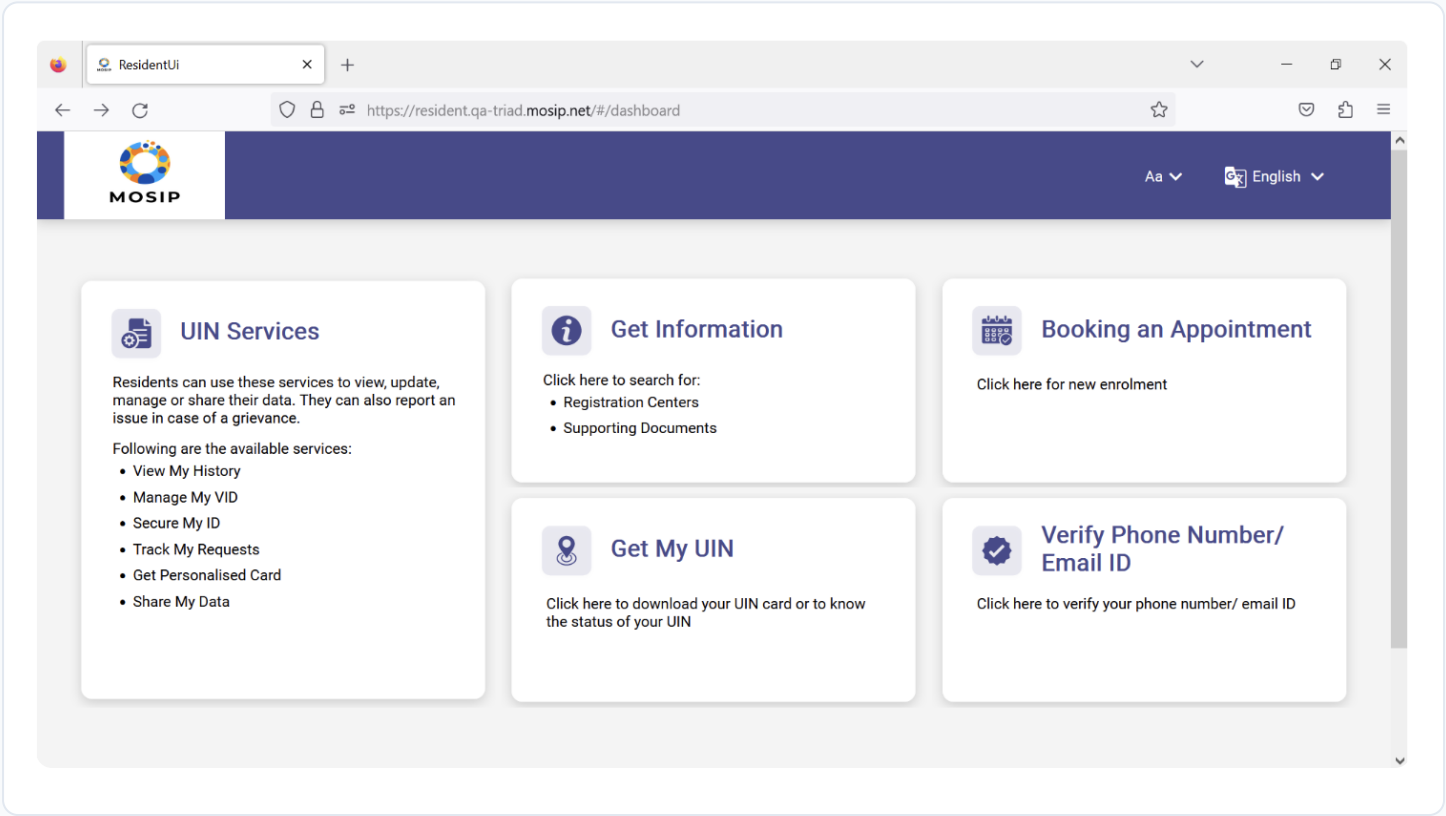 ResidentUi
https://resident.qa-triad.mosip.net/#/dashboard
MOSIP
Aa
English
UIN Services
Residents can use these services to view, update,
manage or share their data. They can also report an
issue in case of a grievance.
Following are the available services:
• View My History
• Manage My VID
• Secure My ID
• Track My Requests
• Get Personalised Card
• Share My Data
Get Information
Click here to search for:
• Registration Centers
• Supporting Documents
Booking an Appointment
Click here for new enrolment
Get My UIN
Click here to download your UIN card or to know
the status of your UIN
Verify Phone Number/
Email ID
Click here to verify your phone number/ email ID